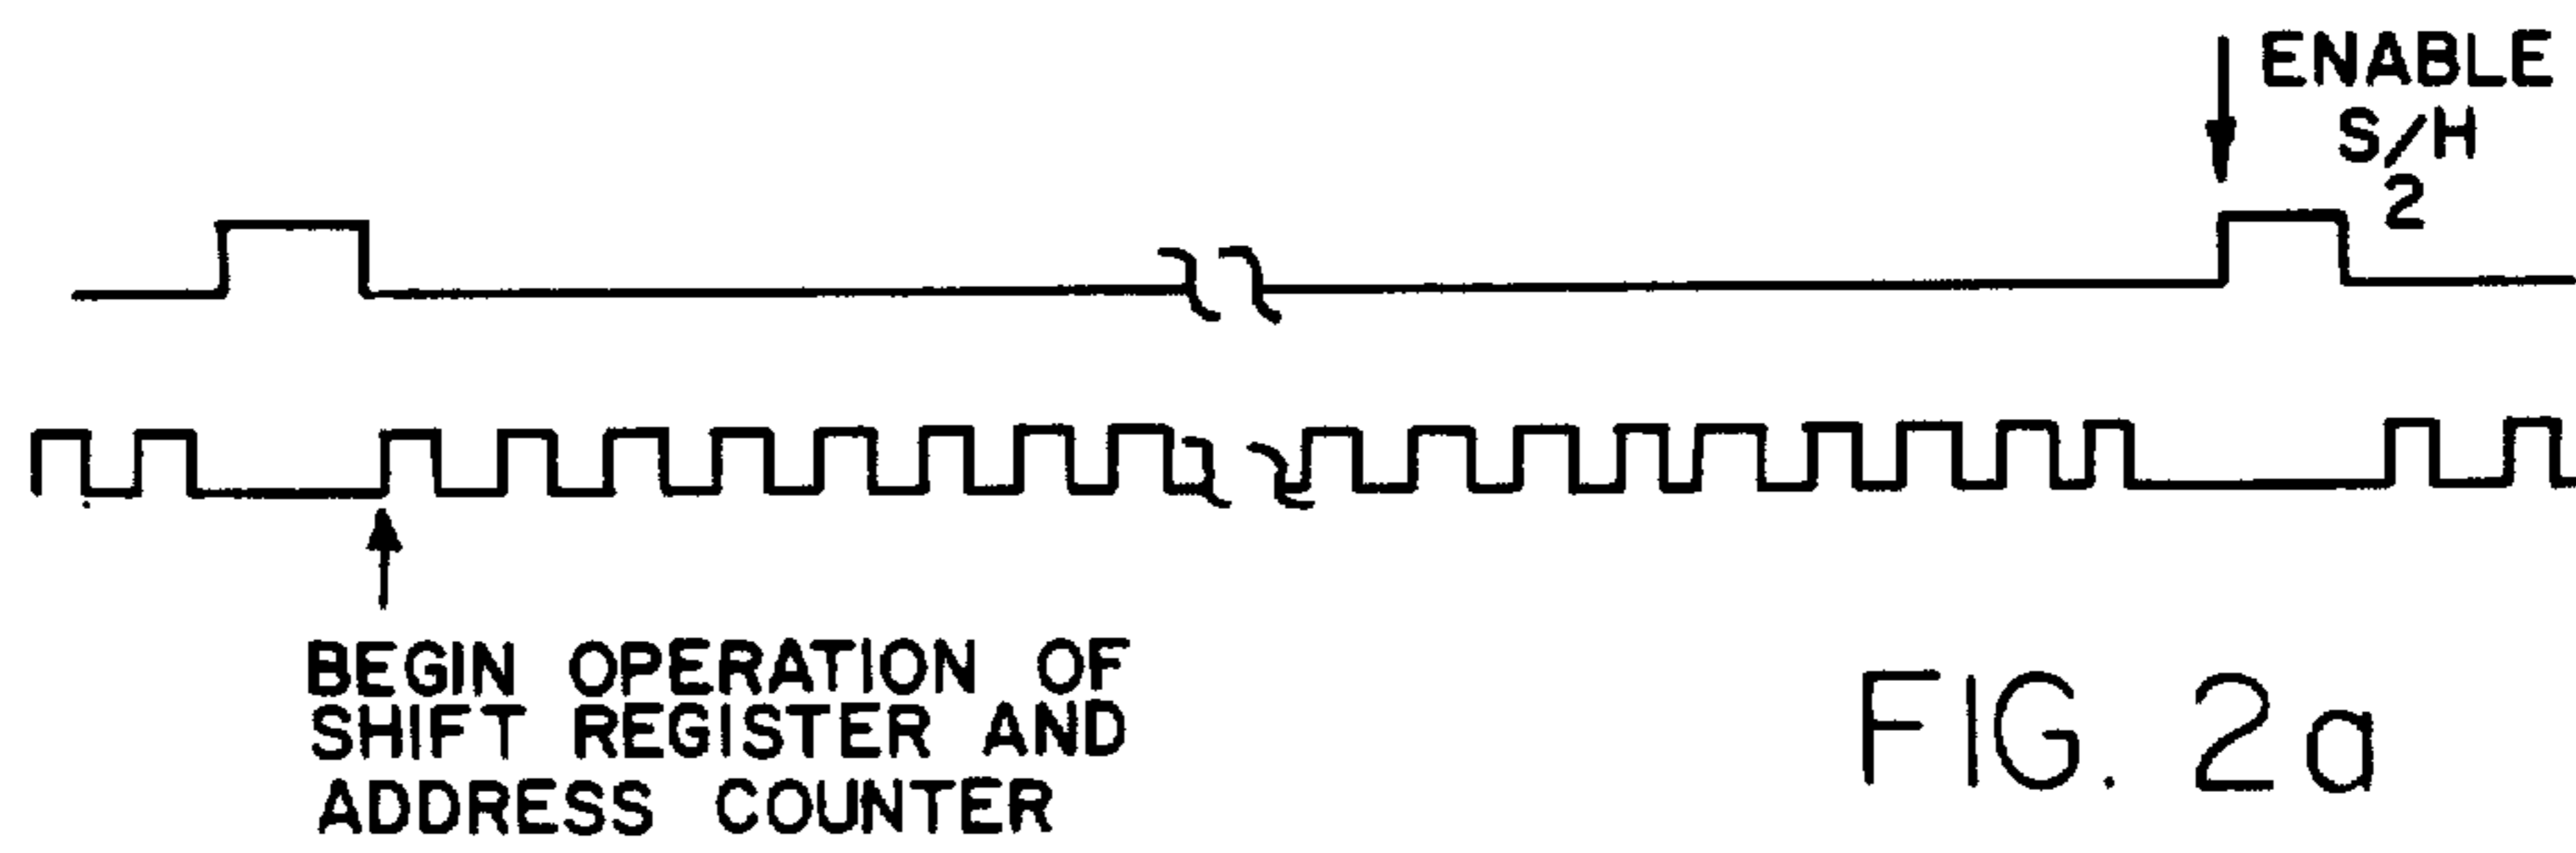 ENABLE
S/H
2
BEGIN OPERATION OF
SHIFT REGISTER AND
ADDRESS COUNTER
FIG. 2a